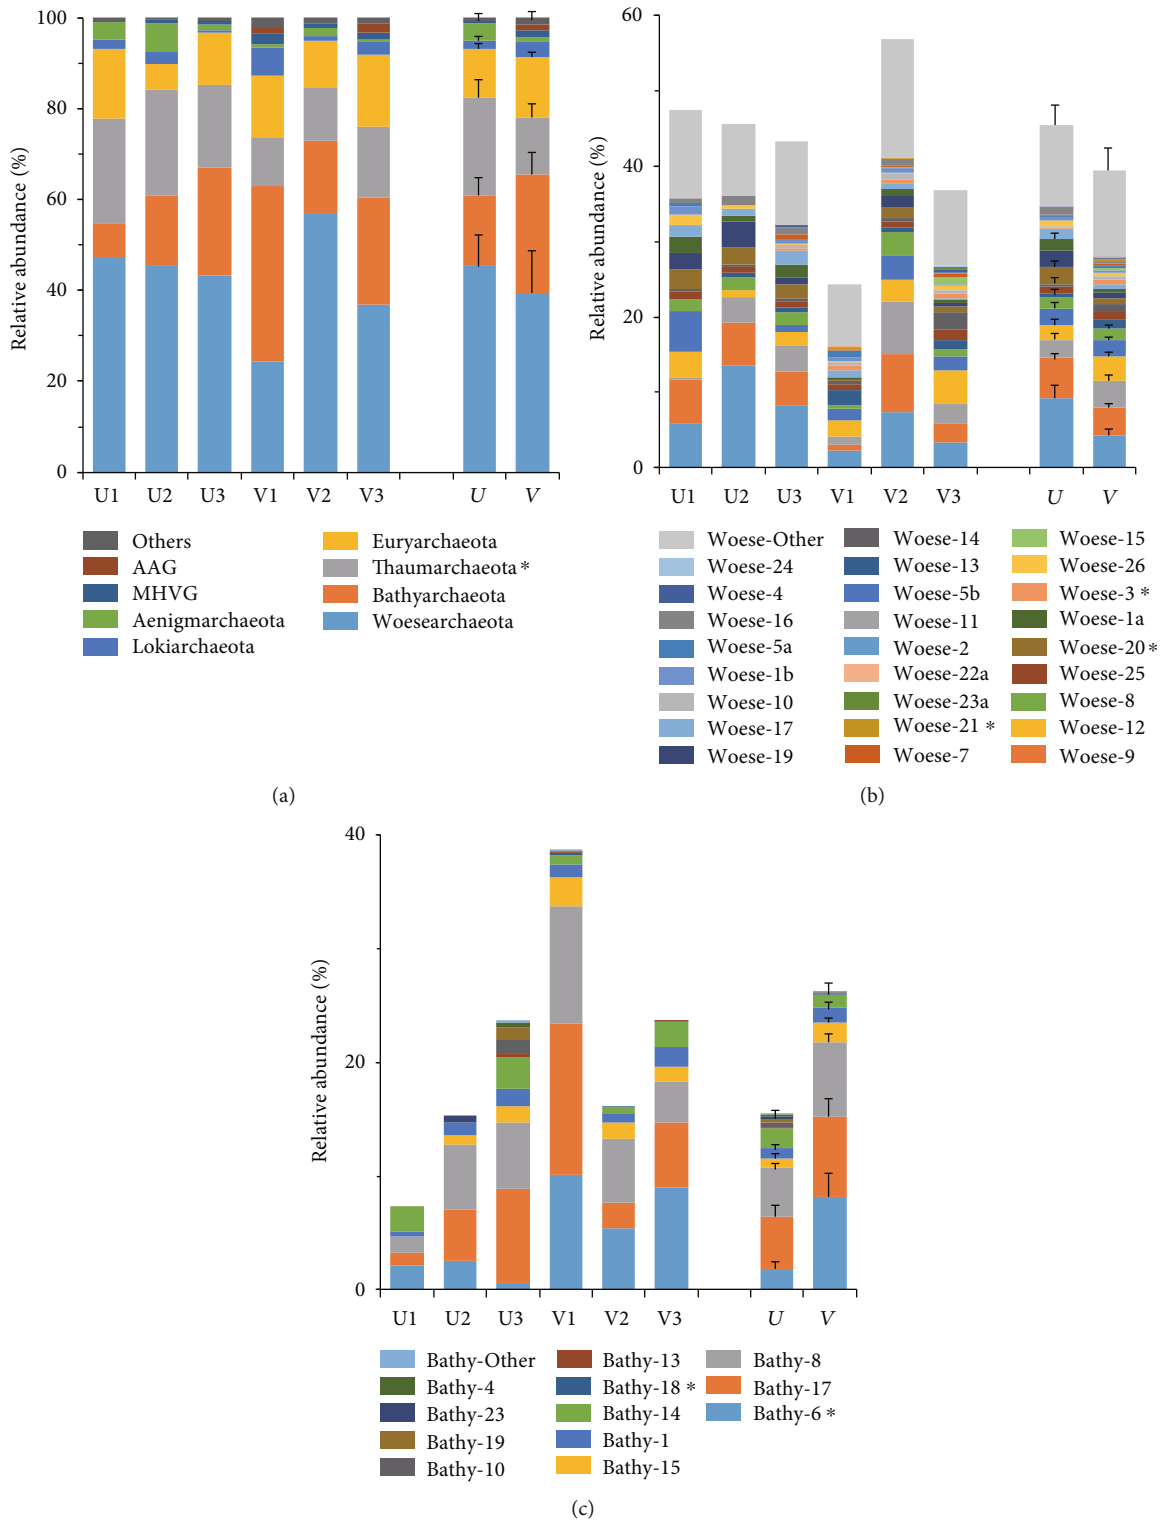 100
80
60
40
20
0
Relative abundance (%)
U1 U2 U3 V1 V2 V3 U V
Others
AAG
MHVG
Aenigmarchaeota
Lokiarchaeota
Euryarchaeota
Thaumarchaeota *
Bathyarchaeota
Woesearchaeota
(a)
60
40
20
0
Relative abundance (%)
U1 U2 U3 V1 V2 V3 U V
Woese-Other
Woese-24
Woese-4
Woese-16
Woese-5a
Woese-1b
Woese-10
Woese-17
Woese-19
Woese-14
Woese-13
Woese-5b
Woese-11
Woese-2
Woese-22a
Woese-23a
Woese-21 *
Woese-7
Woese-15
Woese-26
Woese-3 *
Woese-1a
Woese-20 *
Woese-25
Woese-8
Woese-12
Woese-9
(b)
40
20
0
Relative abundance (%)
U1 U2 U3 V1 V2 V3 U V
Bathy-Other
Bathy-4
Bathy-23
Bathy-19
Bathy-10
Bathy-13
Bathy-18 *
Bathy-14
Bathy-1
Bathy-15
Bathy-8
Bathy-17
Bathy-6 *
(c)